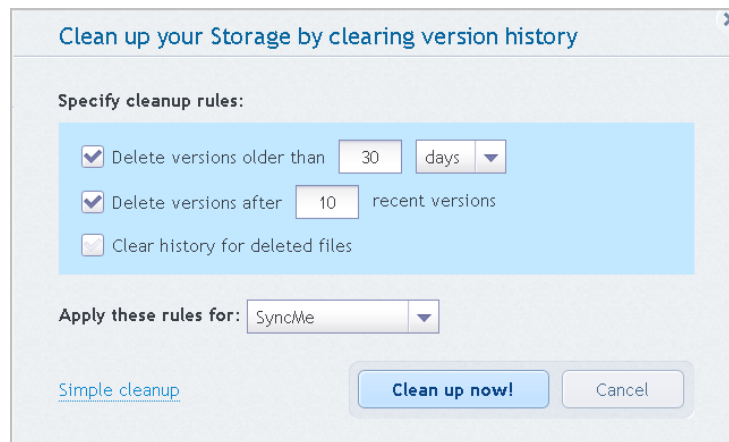 Clean up your Storage by clearing version history
Specify cleanup rules:
Delete versions older than 30 days
Delete versions after 10 recent versions
Clear history for deleted files
Apply these rules for: SyncMe
Simple cleanup Clean up now! Cancel